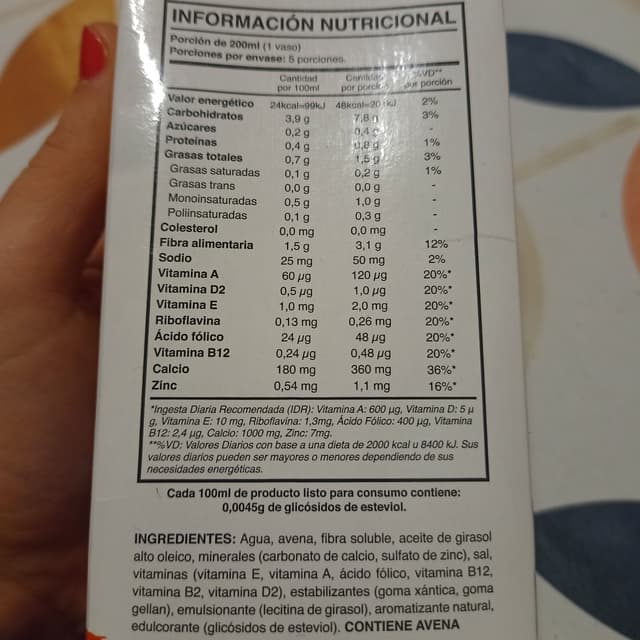 INFORMACIÓN NUTRICIONAL
Porción de 200ml (1 vaso)
Porciones por envase: 5 porciones.
Cantidad por 100ml Cantidad por porción %VD** por porción
Valor energético 24kcal=99kJ 48kcal=201kJ 2%
Carbohidratos 3,9 g 7,8 g 3%
Azúcares 0,2 g 0,4 g -
Proteínas 0,4 g 0,8 g 1%
Grasas totales 0,7 g 1,5 g 3%
Grasas saturadas 0,1 g 0,2 g 1%
Grasas trans 0,0 g 0,0 g -
Monoinsaturadas 0,5 g 1,0 g -
Poliinsaturadas 0,1 g 0,3 g -
Colesterol 0,0 mg 0,0 mg -
Fibra alimentaria 1,5 g 3,1 g 12%
Sodio 25 mg 50 mg 2%
Vitamina A 60 µg 120 µg 20%*
Vitamina D2 0,5 µg 1,0 µg 20%*
Vitamina E 1,0 mg 2,0 mg 20%*
Riboflavina 0,13 mg 0,26 mg 20%*
Ácido fólico 24 µg 48 µg 20%*
Vitamina B12 0,24 µg 0,48 µg 20%*
Calcio 180 mg 360 mg 36%*
Zinc 0,54 mg 1,1 mg 16%*
*Ingesta Diaria Recomendada (IDR): Vitamina A: 600 µg, Vitamina D: 5 µ
g, Vitamina E: 10 mg, Riboflavina: 1,3mg, Ácido Fólico: 400 µg, Vitamina
B12: 2,4 µg, Calcio: 1000 mg, Zinc: 7mg.
**%VD: Valores Diarios con base a una dieta de 2000 kcal u 8400 kJ. Sus
valores diarios pueden ser mayores o menores dependiendo de sus
necesidades energéticas.
Cada 100ml de producto listo para consumo contiene:
0,0045g de glicósidos de esteviol.
INGREDIENTES: Agua, avena, fibra soluble, aceite de girasol
alto oleico, minerales (carbonato de calcio, sulfato de zinc), sal,
vitaminas (vitamina E, vitamina A, ácido fólico, vitamina B12,
vitamina B2, vitamina D2), estabilizantes (goma xántica, goma
gellan), emulsionante (lecitina de girasol), aromatizante natural,
edulcorante (glicósidos de esteviol). CONTIENE AVENA